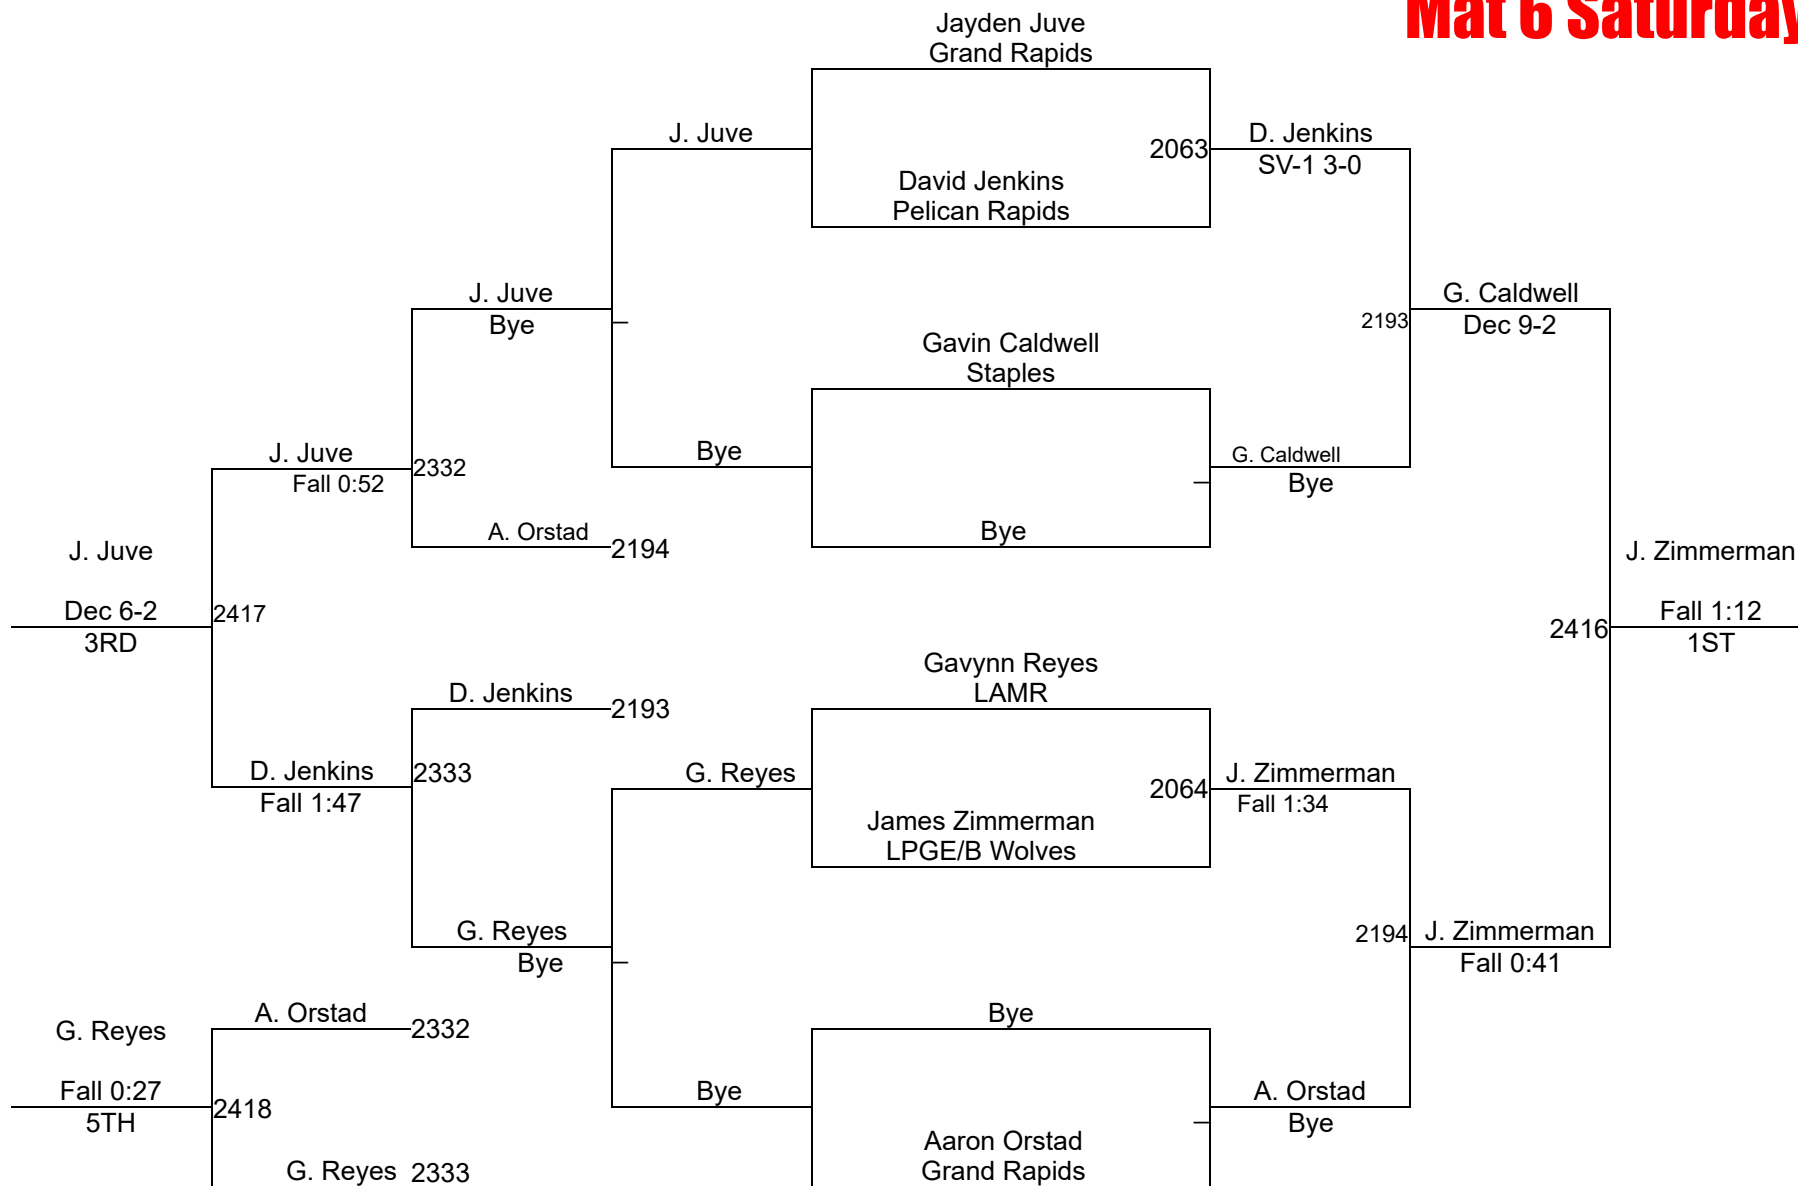 Mat 6 Saturday
Jayden Juve
Grand Rapids
J. Juve
2063
D. Jenkins
SV-1 3-0
David Jenkins
Pelican Rapids
J. Juve
Bye
G. Caldwell
Dec 9-2
2193
Gavin Caldwell
Staples
J. Juve
Fall 0:52
2332
Bye
G. Caldwell
Bye
A. Orstad
2194
Bye
J. Juve
Dec 6-2
3RD
2417
J. Zimmerman
Fall 1:12
1ST
2416
Gavynn Reyes
LAMR
D. Jenkins
2193
D. Jenkins
Fall 1:47
2333
G. Reyes
2064
J. Zimmerman
Fall 1:34
James Zimmerman
LPGE/B Wolves
G. Reyes
Bye
2194
J. Zimmerman
Fall 0:41
A. Orstad
2332
Bye
G. Reyes
Fall 0:27
5TH
2418
Bye
A. Orstad
Bye
Aaron Orstad
Grand Rapids
G. Reyes
2333